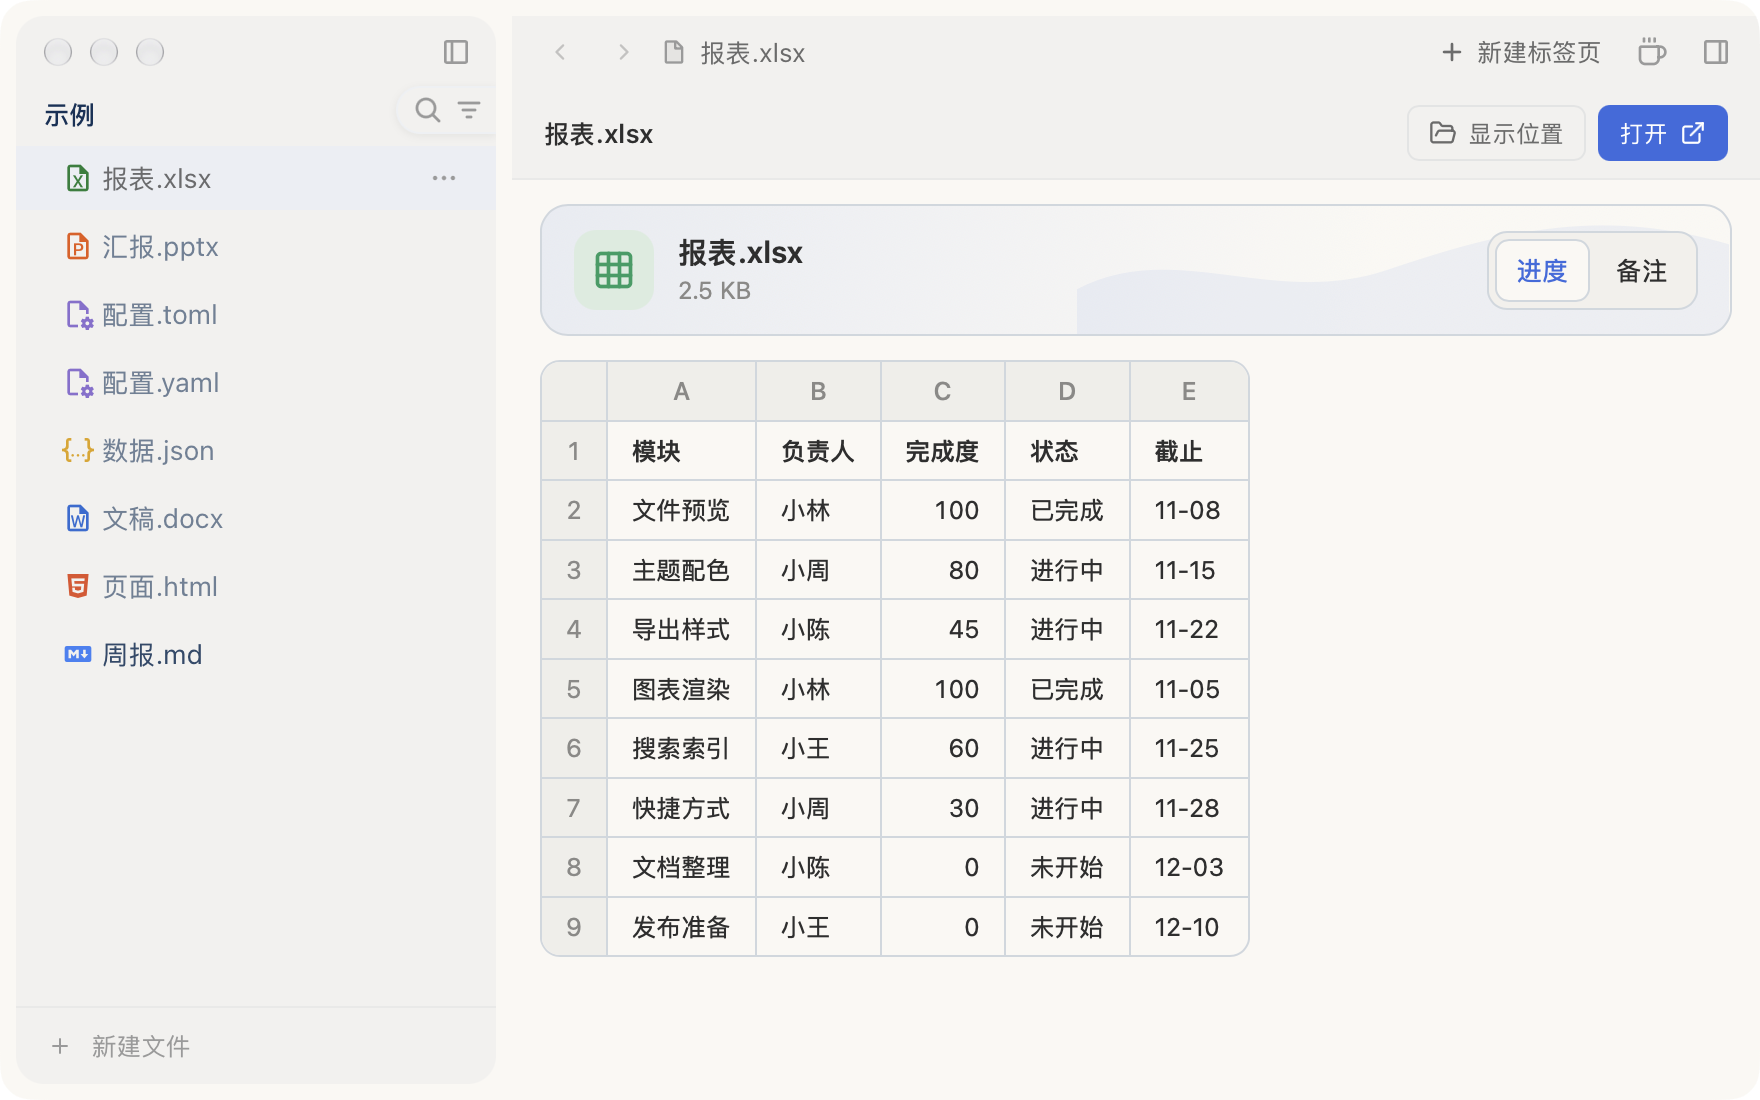 示例
报表.xlsx
汇报.pptx
配置.toml
配置.yaml
{...} 数据.json
文稿.docx
页面.html
周报.md
新建文件
报表.xlsx
新建标签页
报表.xlsx
显示位置
打开
报表.xlsx
2.5 KB
进度 备注
A B C D E
1 模块 负责人 完成度 状态 截止
2 文件预览 小林 100 已完成 11-08
3 主题配色 小周 80 进行中 11-15
4 导出样式 小陈 45 进行中 11-22
5 图表渲染 小林 100 已完成 11-05
6 搜索索引 小王 60 进行中 11-25
7 快捷方式 小周 30 进行中 11-28
8 文档整理 小陈 0 未开始 12-03
9 发布准备 小王 0 未开始 12-10